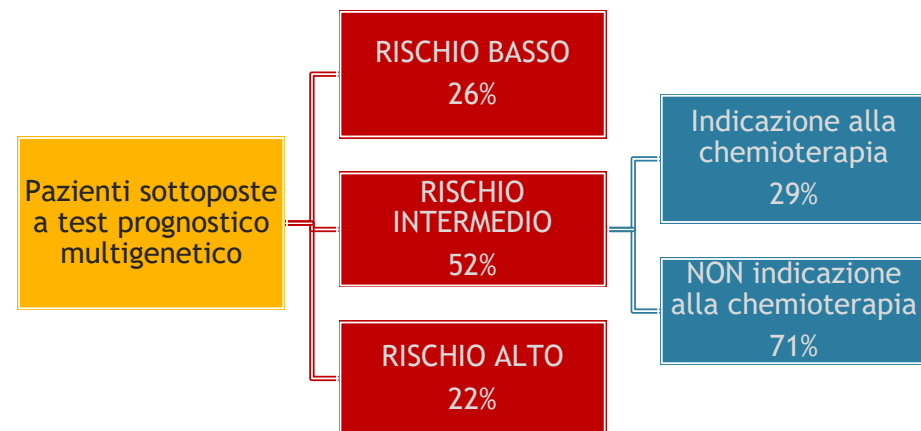 Pazienti sottoposte
a test prognostico
multigenetico
RISCHIO BASSO
26%
RISCHIO
INTERMEDIO
52%
RISCHIO ALTO
22%
Indicazione alla
chemioterapia
29%
NON indicazione
alla chemioterapia
71%